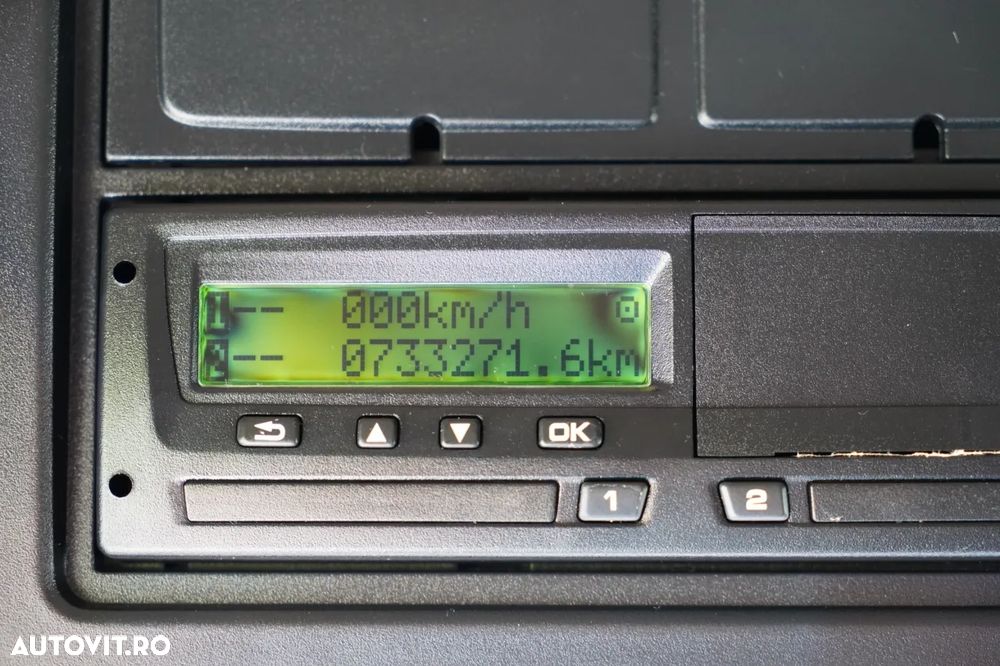 1-- 000km/h
2-- 0733271.6km
OK
1 2
AUTOVIT.RO